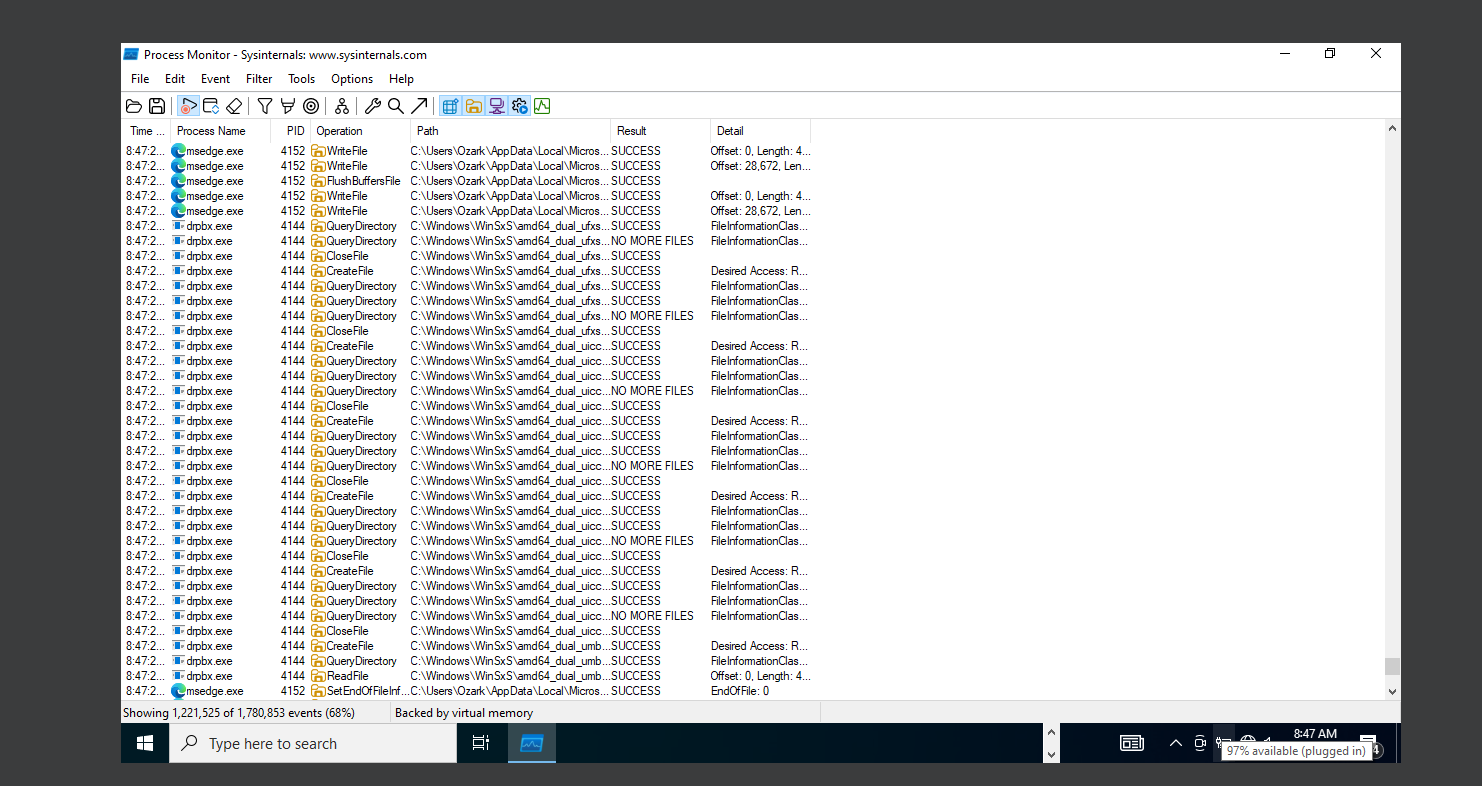 Process Monitor - Sysinternals: www.sysinternals.com
File Edit Event Filter Tools Options Help
Time ... Process Name PID Operation Path Result Detail
8:47:2... msedge.exe 4152 WriteFile C:\Users\Ozark\AppData\Local\Micros... SUCCESS Offset: 0, Length: 4...
8:47:2... msedge.exe 4152 WriteFile C:\Users\Ozark\AppData\Local\Micros... SUCCESS Offset: 28,672, Len...
8:47:2... msedge.exe 4152 FlushBuffersFile C:\Users\Ozark\AppData\Local\Micros... SUCCESS
8:47:2... msedge.exe 4152 WriteFile C:\Users\Ozark\AppData\Local\Micros... SUCCESS Offset: 0, Length: 4...
8:47:2... msedge.exe 4152 WriteFile C:\Users\Ozark\AppData\Local\Micros... SUCCESS Offset: 28,672, Len...
8:47:2... drpbx.exe 4144 QueryDirectory C:\Windows\WinSxS\amd64_dual_ufxs... SUCCESS FileInformationClas...
8:47:2... drpbx.exe 4144 QueryDirectory C:\Windows\WinSxS\amd64_dual_ufxs... NO MORE FILES FileInformationClas...
8:47:2... drpbx.exe 4144 CloseFile C:\Windows\WinSxS\amd64_dual_ufxs... SUCCESS
8:47:2... drpbx.exe 4144 CreateFile C:\Windows\WinSxS\amd64_dual_ufxs... SUCCESS Desired Access: R...
8:47:2... drpbx.exe 4144 QueryDirectory C:\Windows\WinSxS\amd64_dual_ufxs... SUCCESS FileInformationClas...
8:47:2... drpbx.exe 4144 QueryDirectory C:\Windows\WinSxS\amd64_dual_ufxs... SUCCESS FileInformationClas...
8:47:2... drpbx.exe 4144 QueryDirectory C:\Windows\WinSxS\amd64_dual_ufxs... NO MORE FILES FileInformationClas...
8:47:2... drpbx.exe 4144 CloseFile C:\Windows\WinSxS\amd64_dual_ufxs... SUCCESS
8:47:2... drpbx.exe 4144 CreateFile C:\Windows\WinSxS\amd64_dual_uicc... SUCCESS Desired Access: R...
8:47:2... drpbx.exe 4144 QueryDirectory C:\Windows\WinSxS\amd64_dual_uicc... SUCCESS FileInformationClas...
8:47:2... drpbx.exe 4144 QueryDirectory C:\Windows\WinSxS\amd64_dual_uicc... SUCCESS FileInformationClas...
8:47:2... drpbx.exe 4144 QueryDirectory C:\Windows\WinSxS\amd64_dual_uicc... NO MORE FILES FileInformationClas...
8:47:2... drpbx.exe 4144 CloseFile C:\Windows\WinSxS\amd64_dual_uicc... SUCCESS
8:47:2... drpbx.exe 4144 CreateFile C:\Windows\WinSxS\amd64_dual_uicc... SUCCESS Desired Access: R...
8:47:2... drpbx.exe 4144 QueryDirectory C:\Windows\WinSxS\amd64_dual_uicc... SUCCESS FileInformationClas...
8:47:2... drpbx.exe 4144 QueryDirectory C:\Windows\WinSxS\amd64_dual_uicc... SUCCESS FileInformationClas...
8:47:2... drpbx.exe 4144 QueryDirectory C:\Windows\WinSxS\amd64_dual_uicc... NO MORE FILES FileInformationClas...
8:47:2... drpbx.exe 4144 CloseFile C:\Windows\WinSxS\amd64_dual_uicc... SUCCESS
8:47:2... drpbx.exe 4144 CreateFile C:\Windows\WinSxS\amd64_dual_uicc... SUCCESS Desired Access: R...
8:47:2... drpbx.exe 4144 QueryDirectory C:\Windows\WinSxS\amd64_dual_uicc... SUCCESS FileInformationClas...
8:47:2... drpbx.exe 4144 QueryDirectory C:\Windows\WinSxS\amd64_dual_uicc... SUCCESS FileInformationClas...
8:47:2... drpbx.exe 4144 QueryDirectory C:\Windows\WinSxS\amd64_dual_uicc... NO MORE FILES FileInformationClas...
8:47:2... drpbx.exe 4144 CloseFile C:\Windows\WinSxS\amd64_dual_uicc... SUCCESS
8:47:2... drpbx.exe 4144 CreateFile C:\Windows\WinSxS\amd64_dual_uicc... SUCCESS Desired Access: R...
8:47:2... drpbx.exe 4144 QueryDirectory C:\Windows\WinSxS\amd64_dual_uicc... SUCCESS FileInformationClas...
8:47:2... drpbx.exe 4144 QueryDirectory C:\Windows\WinSxS\amd64_dual_uicc... SUCCESS FileInformationClas...
8:47:2... drpbx.exe 4144 QueryDirectory C:\Windows\WinSxS\amd64_dual_uicc... NO MORE FILES FileInformationClas...
8:47:2... drpbx.exe 4144 CloseFile C:\Windows\WinSxS\amd64_dual_uicc... SUCCESS
8:47:2... drpbx.exe 4144 CreateFile C:\Windows\WinSxS\amd64_dual_umb... SUCCESS Desired Access: R...
8:47:2... drpbx.exe 4144 QueryDirectory C:\Windows\WinSxS\amd64_dual_umb... SUCCESS FileInformationClas...
8:47:2... drpbx.exe 4144 ReadFile C:\Windows\WinSxS\amd64_dual_umb... SUCCESS Offset: 0, Length: 4...
8:47:2... msedge.exe 4152 SetEndOfFileInf... C:\Users\Ozark\AppData\Local\Micros... SUCCESS EndOfFile: 0
Showing 1,221,525 of 1,780,853 events (68%) Backed by virtual memory
Type here to search
8:47 AM
97% available (plugged in)
4